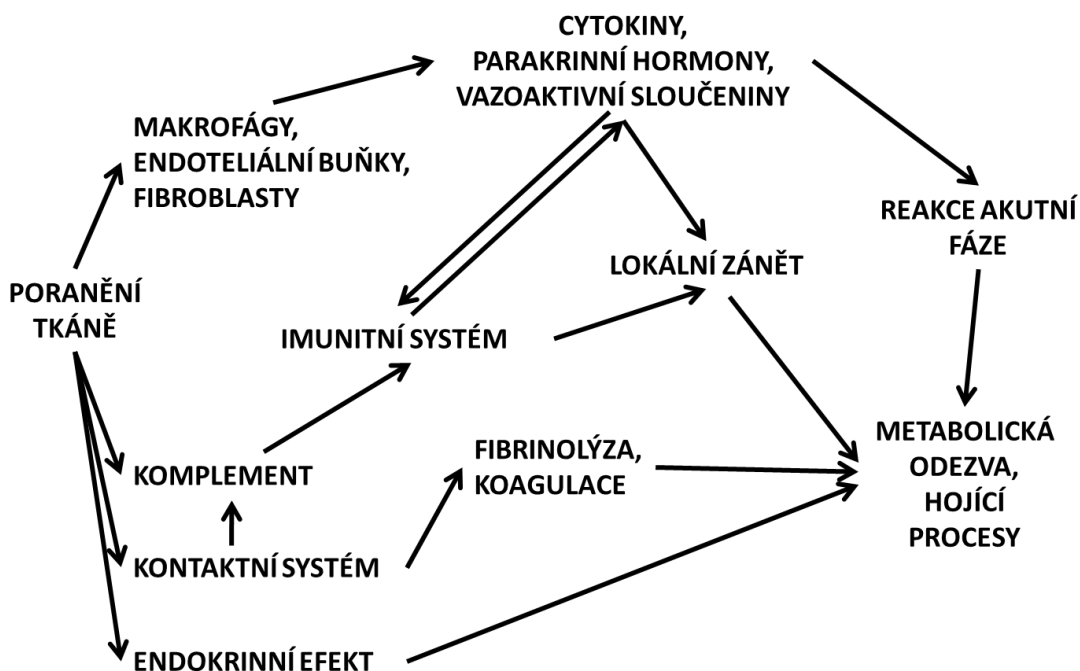 CYTOKINY,
PARAKRINNÍ HORMONY,
VAZOAKTIVNÍ SLOUČENINY
MAKROFÁGY,
ENDOTELIÁLNÍ BUŇKY,
FIBROBLASTY
REAKCE AKUTNÍ
FÁZE
LOKÁLNÍ ZÁNĚT
PORANĚNÍ
TKÁNĚ
IMUNITNÍ SYSTÉM
METABOLICKÁ
ODEZVA,
HOJÍCÍ
PROCESY
FIBRINOLÝZA,
KOAGULACE
KOMPLEMENT
KONTAKTNÍ SYSTÉM
ENDOKRINNÍ EFEKT